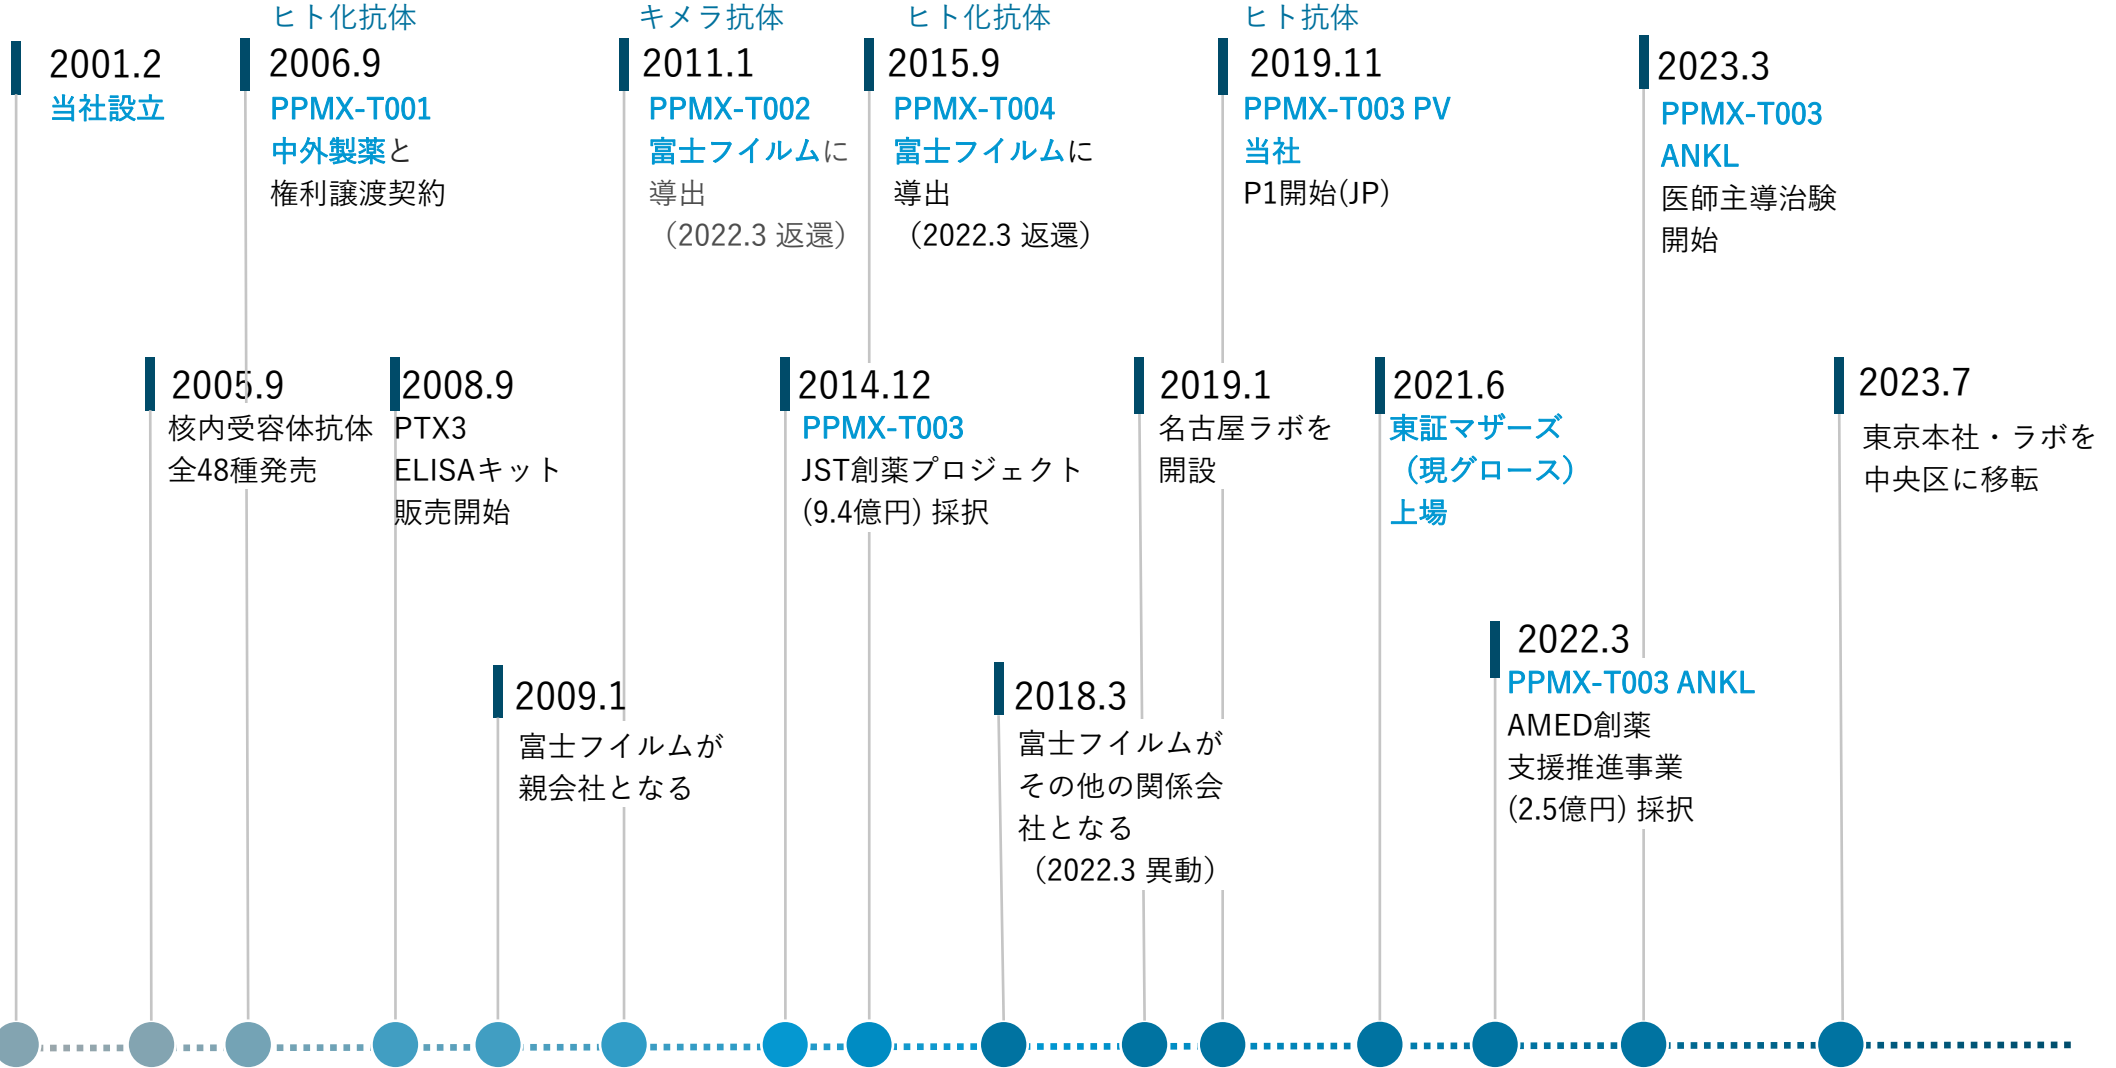 2001.2
当社設立
ヒト化抗体
2006.9
PPMX-T001
中外製薬と
権利譲渡契約
キメラ抗体
2011.1
PPMX-T002
富士フイルムに
導出
（2022.3 返還）
ヒト化抗体
2015.9
PPMX-T004
富士フイルムに
導出
（2022.3 返還）
ヒト抗体
2019.11
PPMX-T003 PV
当社
P1開始(JP)
2023.3
PPMX-T003
ANKL
医師主導治験
開始
2005.9
核内受容体抗体
全48種発売
2008.9
PTX3
ELISAキット
販売開始
2014.12
PPMX-T003
JST創薬プロジェクト
(9.4億円) 採択
2019.1
名古屋ラボを
開設
2021.6
東証マザーズ
（現グロース）
上場
2023.7
東京本社・ラボを
中央区に移転
2009.1
富士フイルムが
親会社となる
2018.3
富士フイルムが
その他の関係会
社となる
（2022.3 異動）
2022.3
PPMX-T003 ANKL
AMED創薬
支援推進事業
(2.5億円) 採択